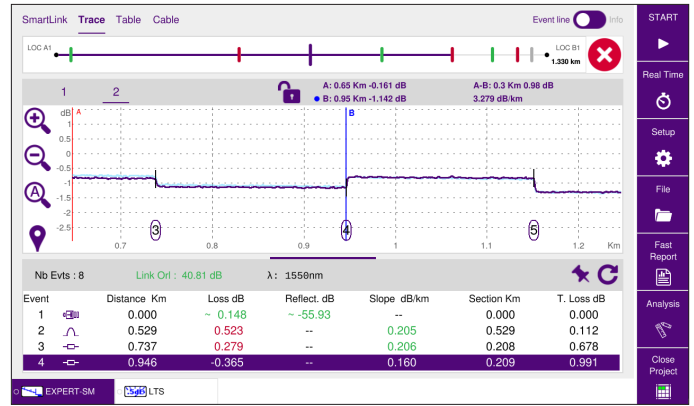 SmartLink Trace Table Cable Event line Info START
LOC A1 LOC B1
1.330 km
Real Time
1 2 A: 0.65 Km -0.161 dB A-B: 0.3 Km 0.98 dB
B: 0.95 Km -1.142 dB 3.279 dB/km
dB A B
1
0.5
0
-0.5
-1
-1.5
-2
-2.5
3 4 5
0.7 0.8 0.9 1 1.1 1.2 Km
Setup
File
Fast
Report
Nb Evts : 8 Link Orl : 40.81 dB λ: 1550nm
Event Distance Km Loss dB Reflect. dB Slope dB/km Section Km T. Loss dB
1 0.000 ~ 0.148 ~ -55.93 -- 0.000 0.000
2 0.529 0.523 -- 0.205 0.529 0.112
3 0.737 0.279 -- 0.206 0.208 0.678
4 0.946 -0.365 -- 0.160 0.209 0.991
Analysis
Close
Project
EXPERT-SM .5dB LTS